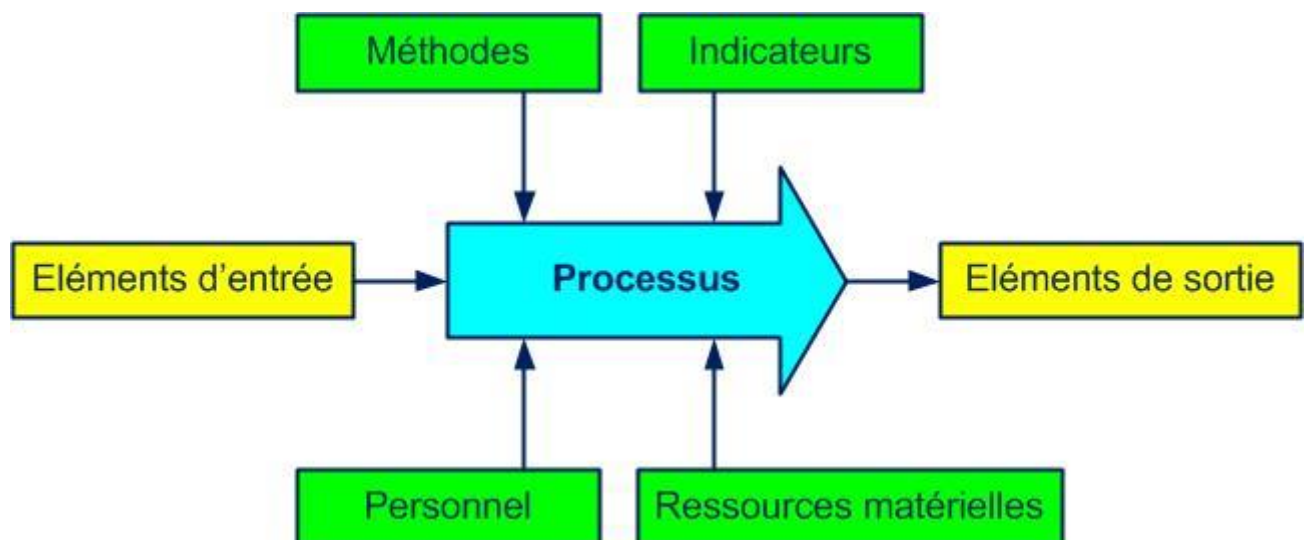 Méthodes
Indicateurs
Eléments d'entrée
Processus
Eléments de sortie
Personnel
Ressources matérielles